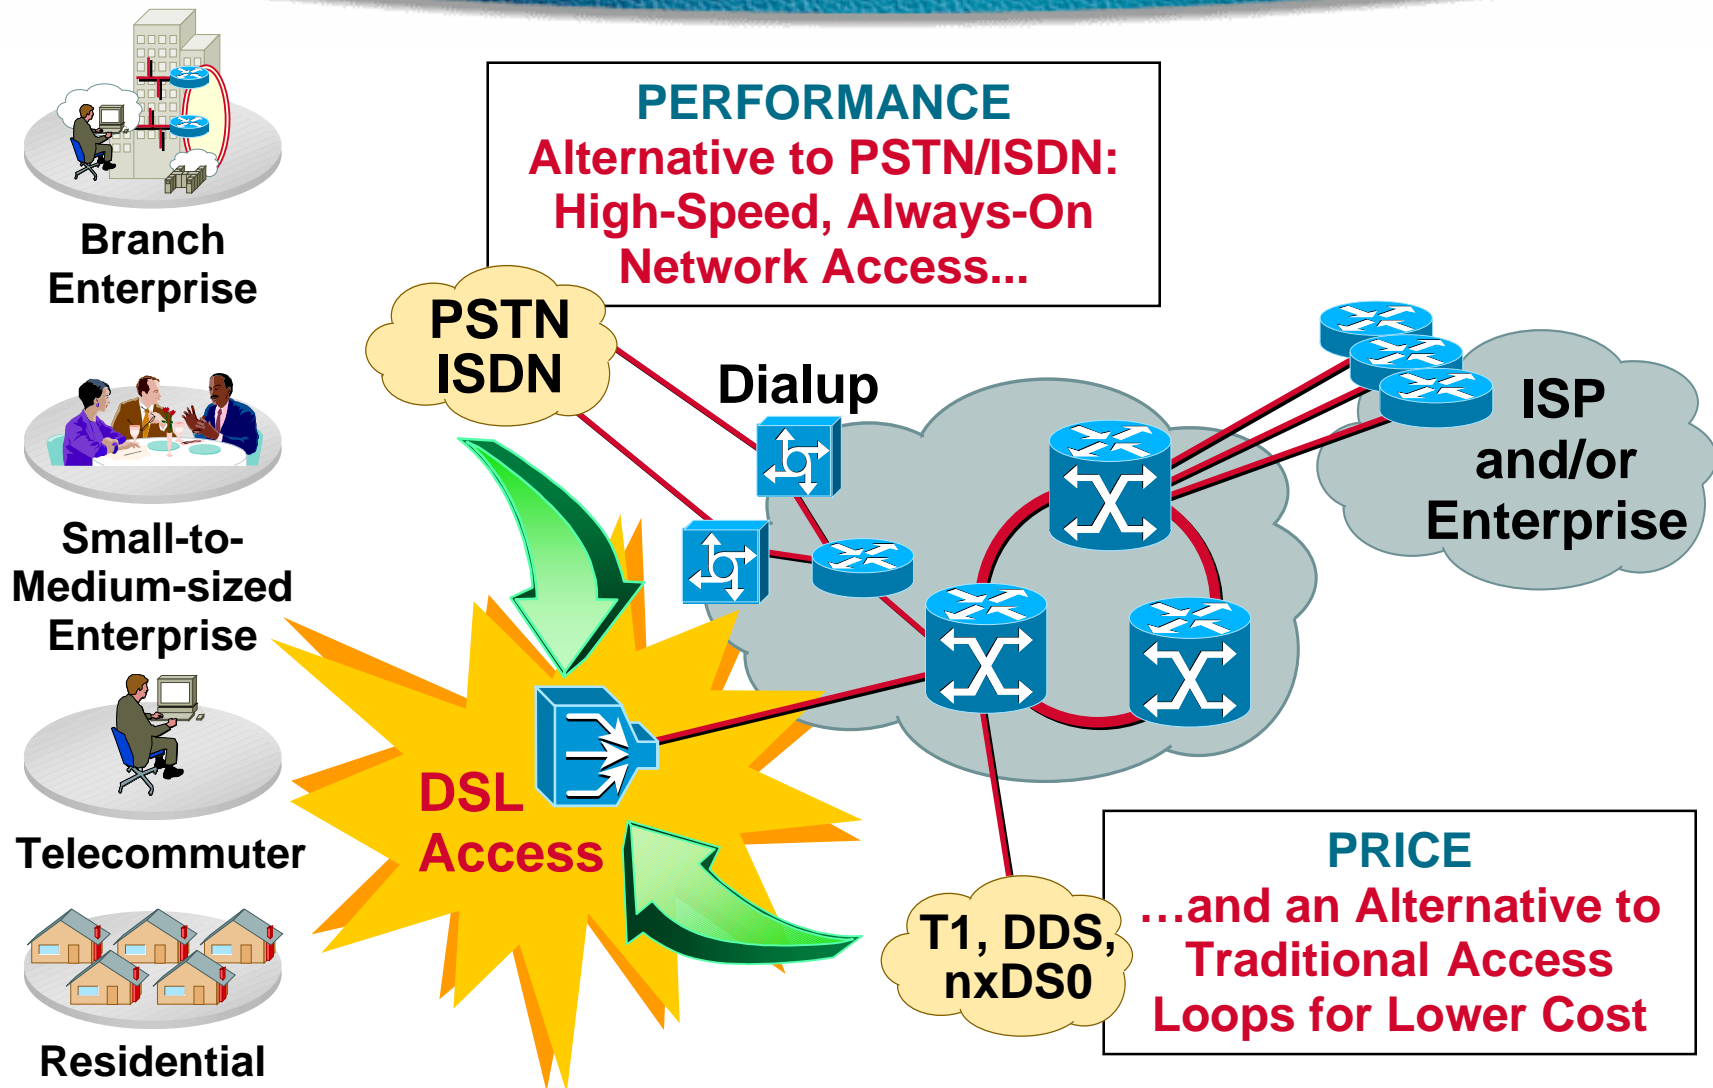 PERFORMANCE
Alternative to PSTN/ISDN:
High-Speed, Always-On
Network Access...
Branch
Enterprise
PSTN
ISDN
Dialup
ISP
and/or
Enterprise
Small-to-
Medium-sized
Enterprise
DSL
Access
Telecommuter
T1, DDS,
nxDS0
PRICE
…and an Alternative to
Traditional Access
Loops for Lower Cost
Residential